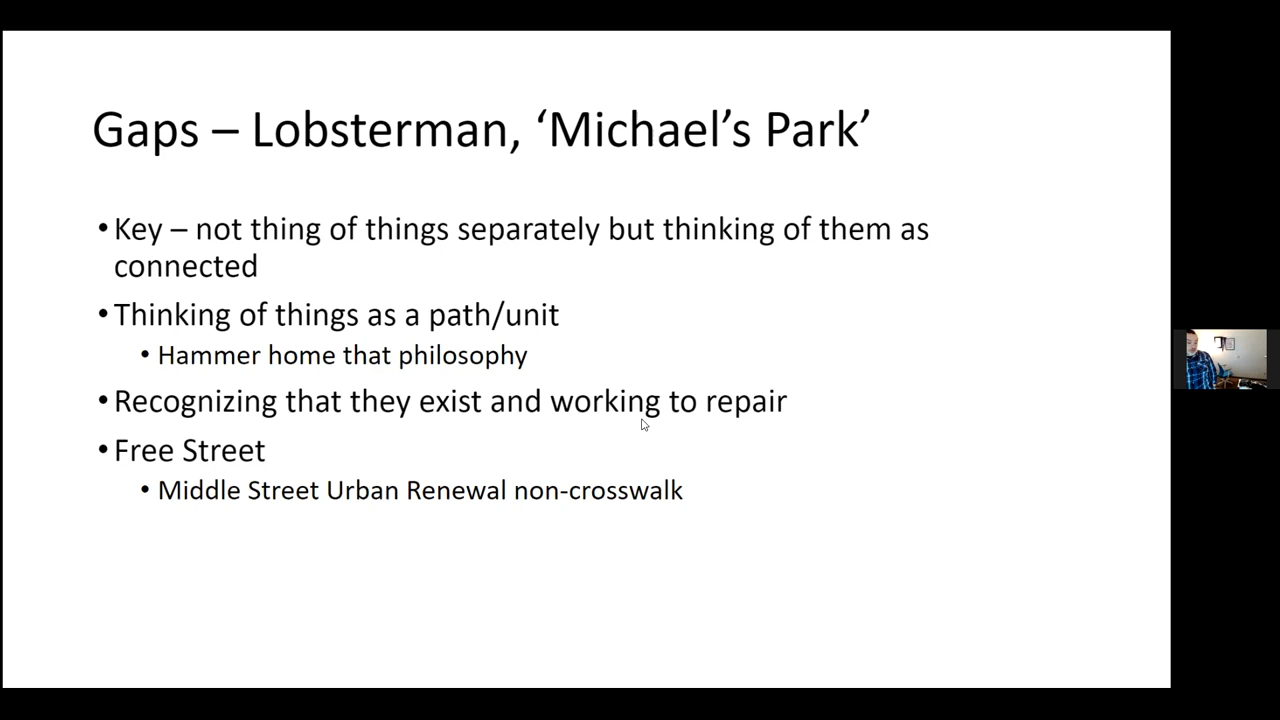 Gaps – Lobsterman, ‘Michael’s Park’
• Key – not thing of things separately but thinking of them as
connected
• Thinking of things as a path/unit
• Hammer home that philosophy
• Recognizing that they exist and working to repair
• Free Street
• Middle Street Urban Renewal non-crosswalk